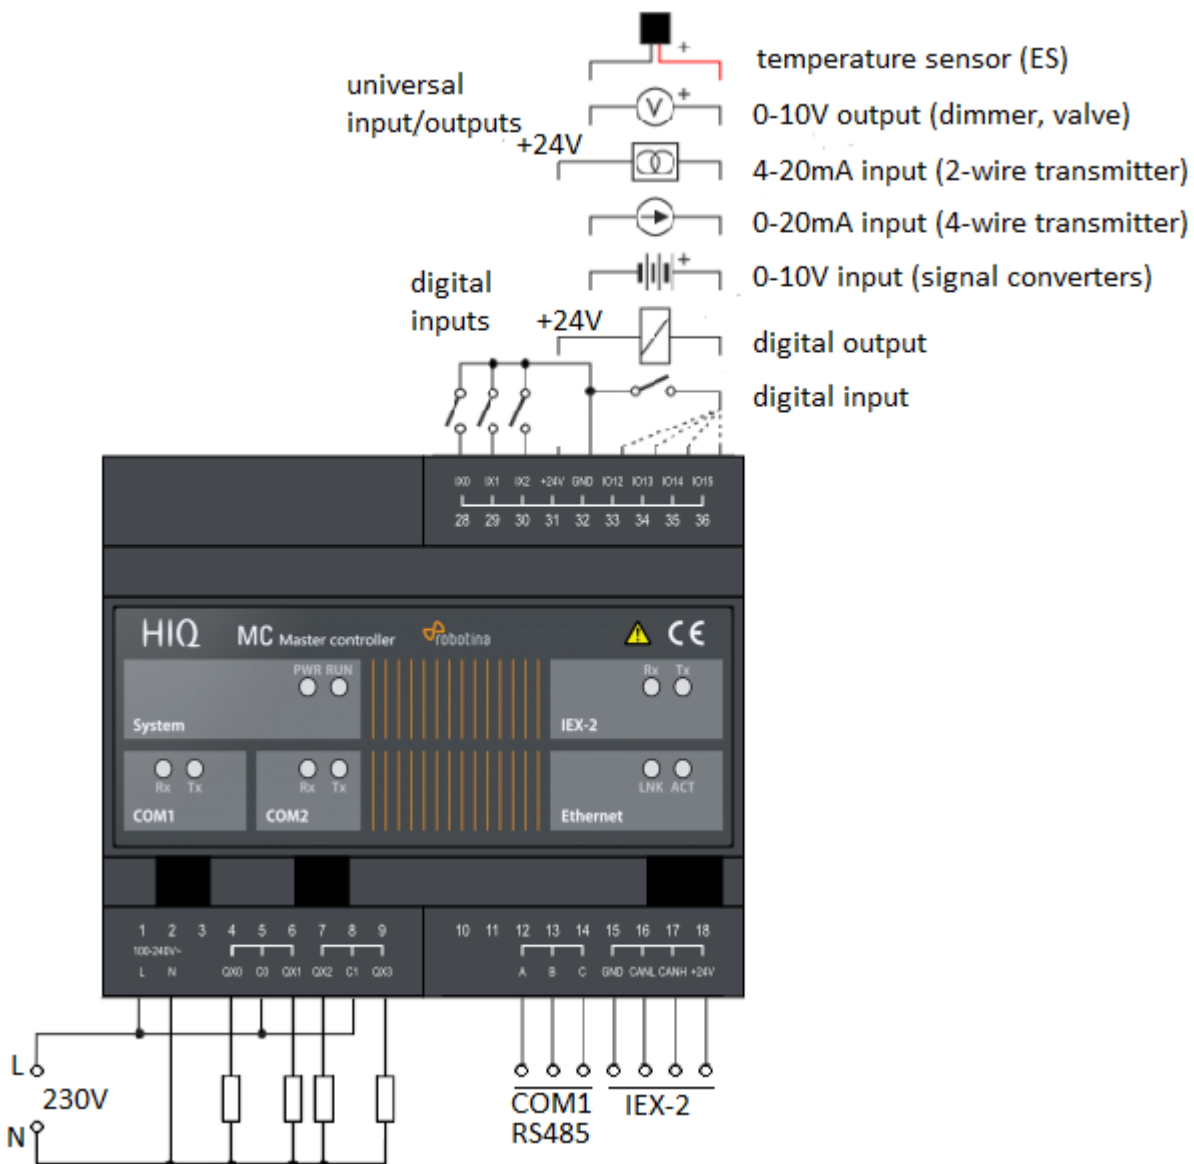 +
temperature sensor (ES)
universal
input/outputs
V
+
0-10V output (dimmer, valve)
+24V
4-20mA input (2-wire transmitter)
0-20mA input (4-wire transmitter)
+
0-10V input (signal converters)
digital
inputs
+24V
digital output
digital input
IX0 IX1 IX2 +24V GND IO12 IO13 IO14 IO15
28 29 30 31 32 33 34 35 36
HIQ MC Master controller robotina CE
PWR RUN
System
Rx Tx
IEX-2
Rx Tx
COM1
Rx Tx
COM2
LNK ACT
Ethernet
1 2 3 4 5 6 7 8 9 10 11 12 13 14 15 16 17 18
100-240V~
L N QX0 C0 QX1 QX2 C1 QX3 A B C GND CANL CANH +24V
L
230V
N
COM1
RS485
IEX-2